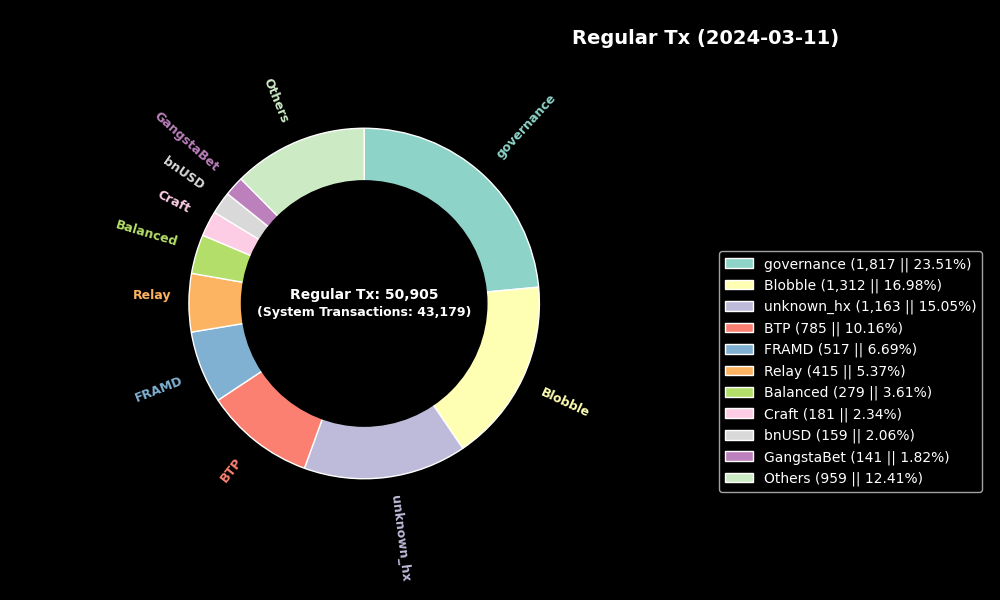 Regular Tx (2024-03-11)
Others
governance
GangstaBet
bnUSD
Craft
Balanced
Relay
FRAMD
BTP
unknown_hx
Blobble
Regular Tx: 50,905
(System Transactions: 43,179)
governance (1,817 || 23.51%)
Blobble (1,312 || 16.98%)
unknown_hx (1,163 || 15.05%)
BTP (785 || 10.16%)
FRAMD (517 || 6.69%)
Relay (415 || 5.37%)
Balanced (279 || 3.61%)
Craft (181 || 2.34%)
bnUSD (159 || 2.06%)
GangstaBet (141 || 1.82%)
Others (959 || 12.41%)